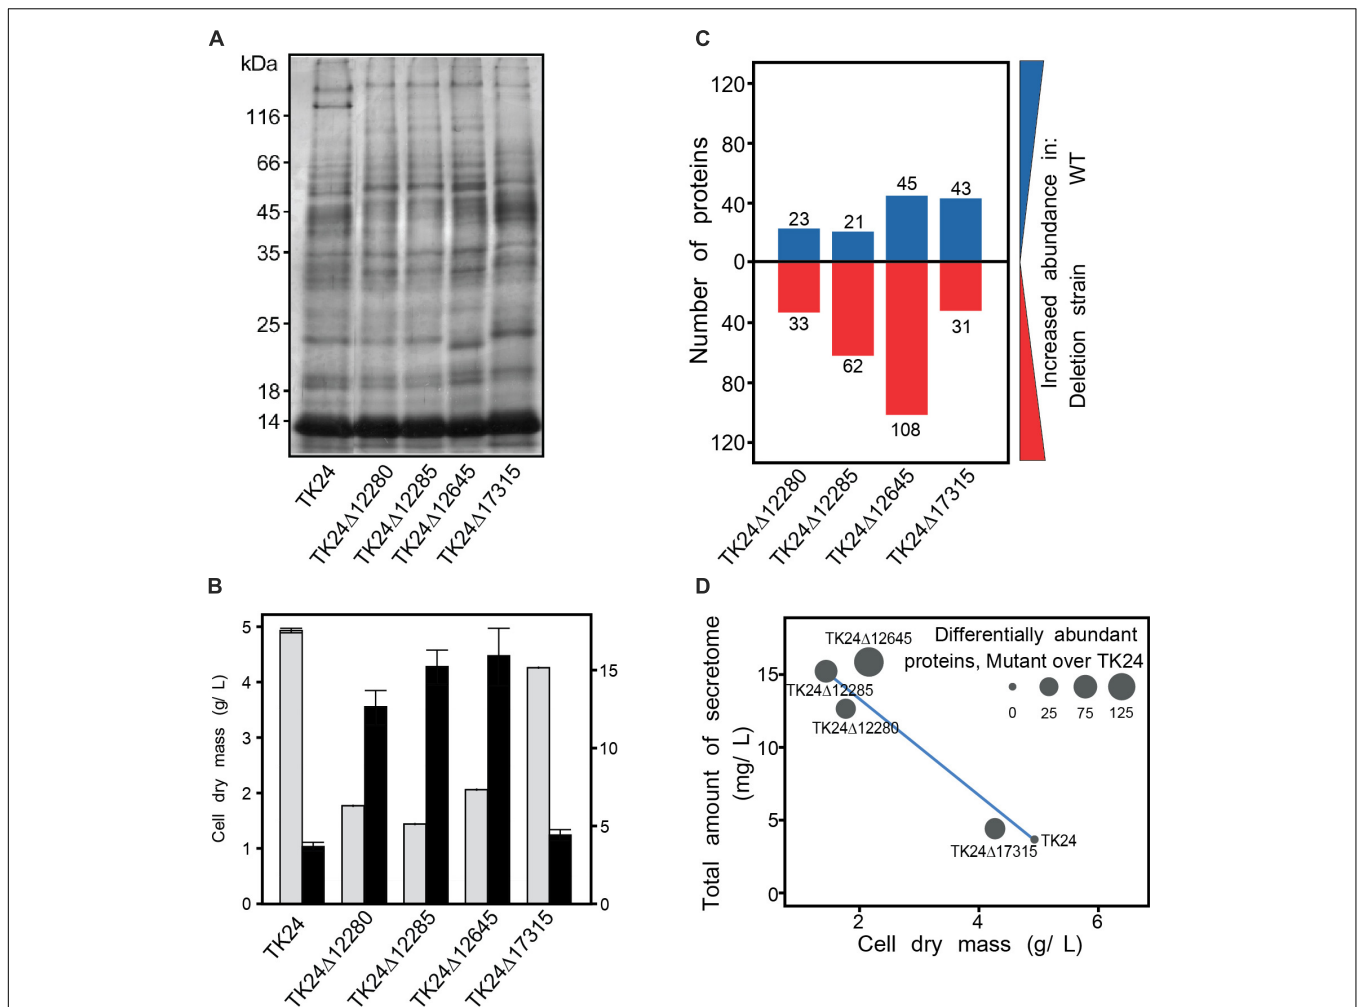 A
kDa
116
66
45
35
25
18
14
TK24
TK24Δ12280
TK24Δ12285
TK24Δ12645
TK24Δ17315
C
Number of proteins
120
80
40
0
40
80
120
23
21
45
43
33
62
108
31
TK24Δ12280
TK24Δ12285
TK24Δ12645
TK24Δ17315
Increased abundance in:
WT
Deletion strain
B
Cell dry mass (g/ L)
5
4
3
2
1
0
15
10
5
0
TK24
TK24Δ12280
TK24Δ12285
TK24Δ12645
TK24Δ17315
D
Total amount of secretome
(mg/ L)
15
10
5
0
TK24Δ12645
TK24Δ12285
TK24Δ12280
TK24Δ17315
TK24
Differentially abundant
proteins, Mutant over TK24
0 25 75 125
2 4 6
Cell dry mass (g/ L)